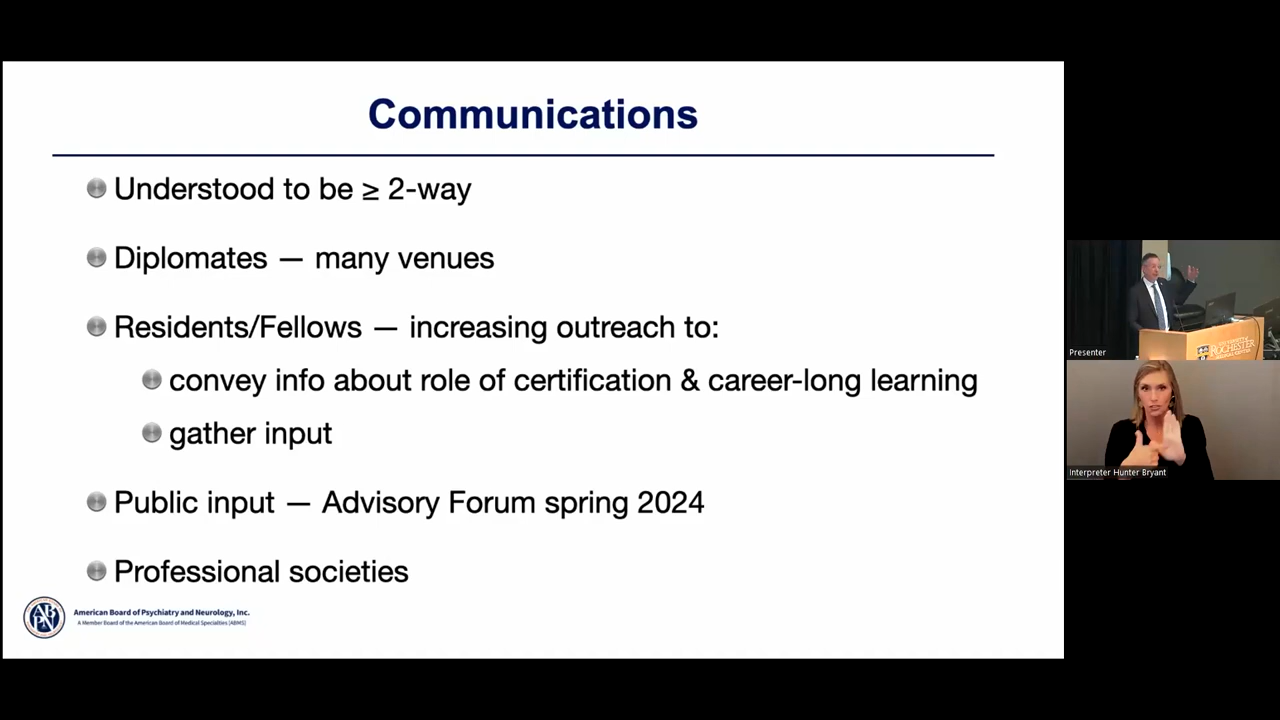 Communications
Understood to be ≥ 2-way
Diplomates — many venues
Residents/Fellows — increasing outreach to:
convey info about role of certification & career-long learning
gather input
Public input — Advisory Forum spring 2024
Professional societies
ABPN
American Board of Psychiatry and Neurology, Inc.
A Member Board of the American Board of Medical Specialties (ABMS)
Presenter
ROCHESTER
Interpreter Hunter Bryant